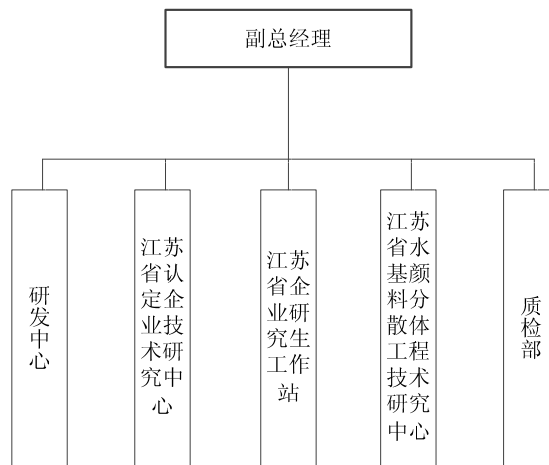 副总经理
研发中心
江苏
省认
定企
业技
术研
究中
心
江苏
省企
业研
究生
工作
站
江苏
省水
基颜
料分
散体
工程
技术
研究
中心
质检部